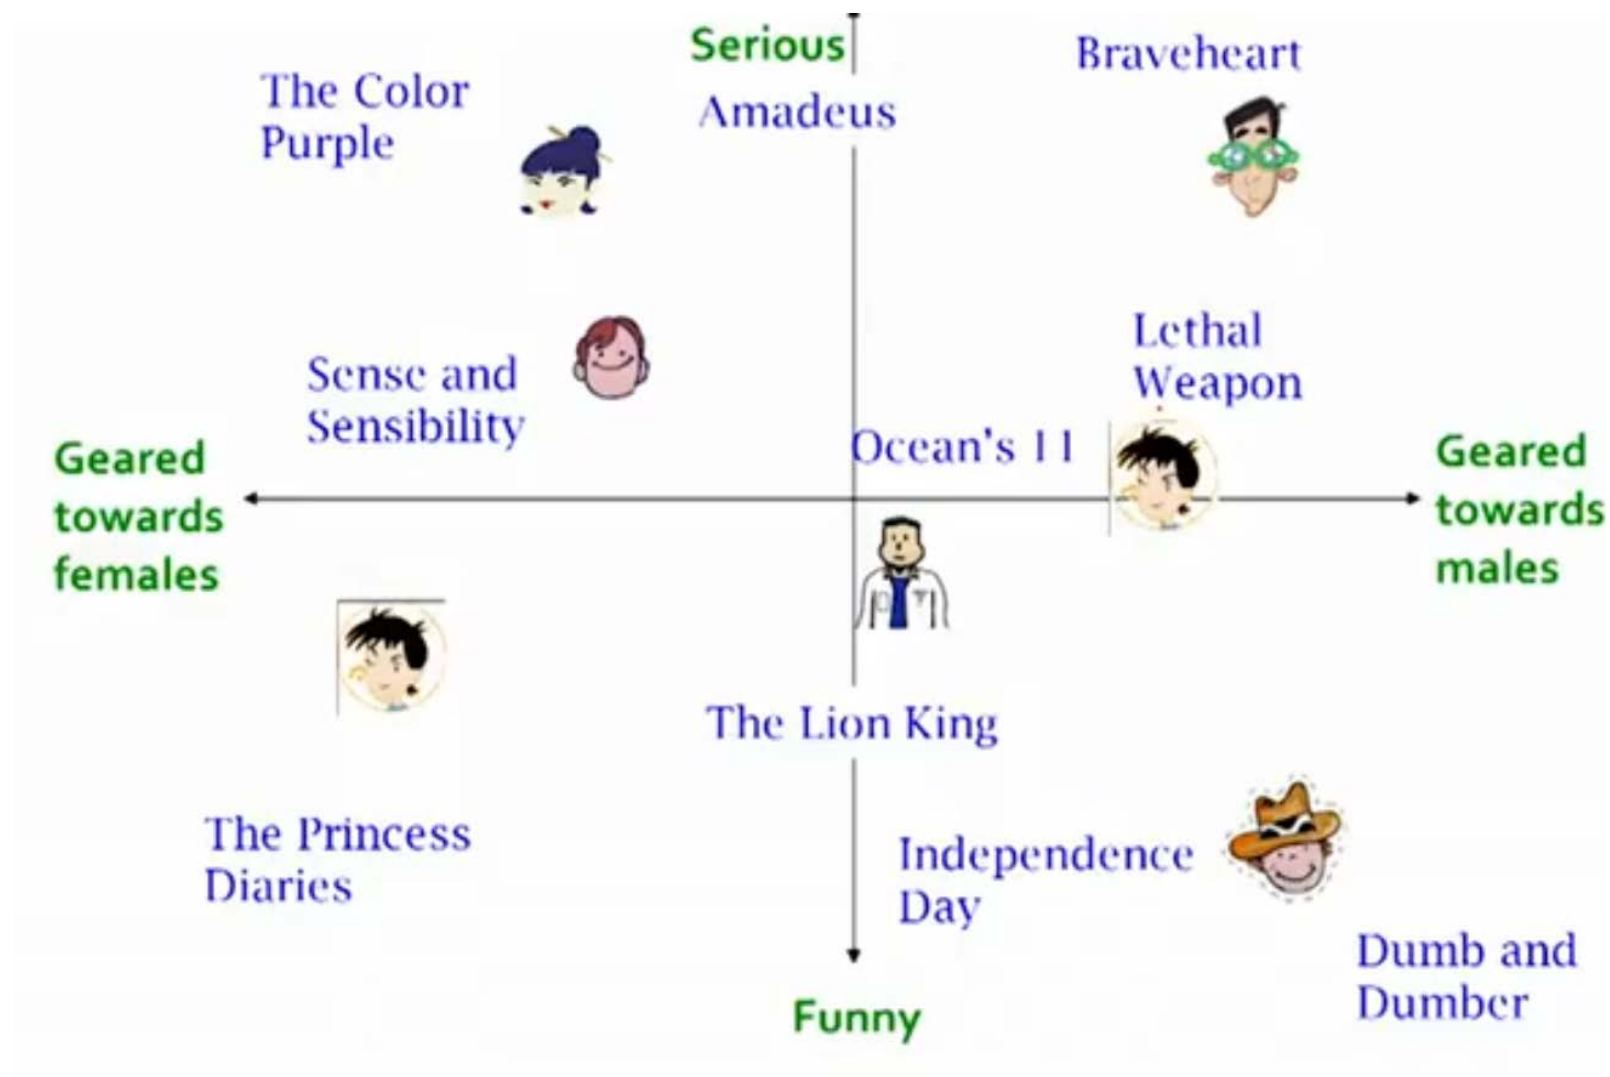 Serious
Braveheart
The Color
Purple
Amadeus
Lethal
Weapon
Sense and
Sensibility
Ocean's 11
Geared
towards
females
Geared
towards
males
The Lion King
The Princess
Diaries
Independence
Day
Dumb and
Dumber
Funny